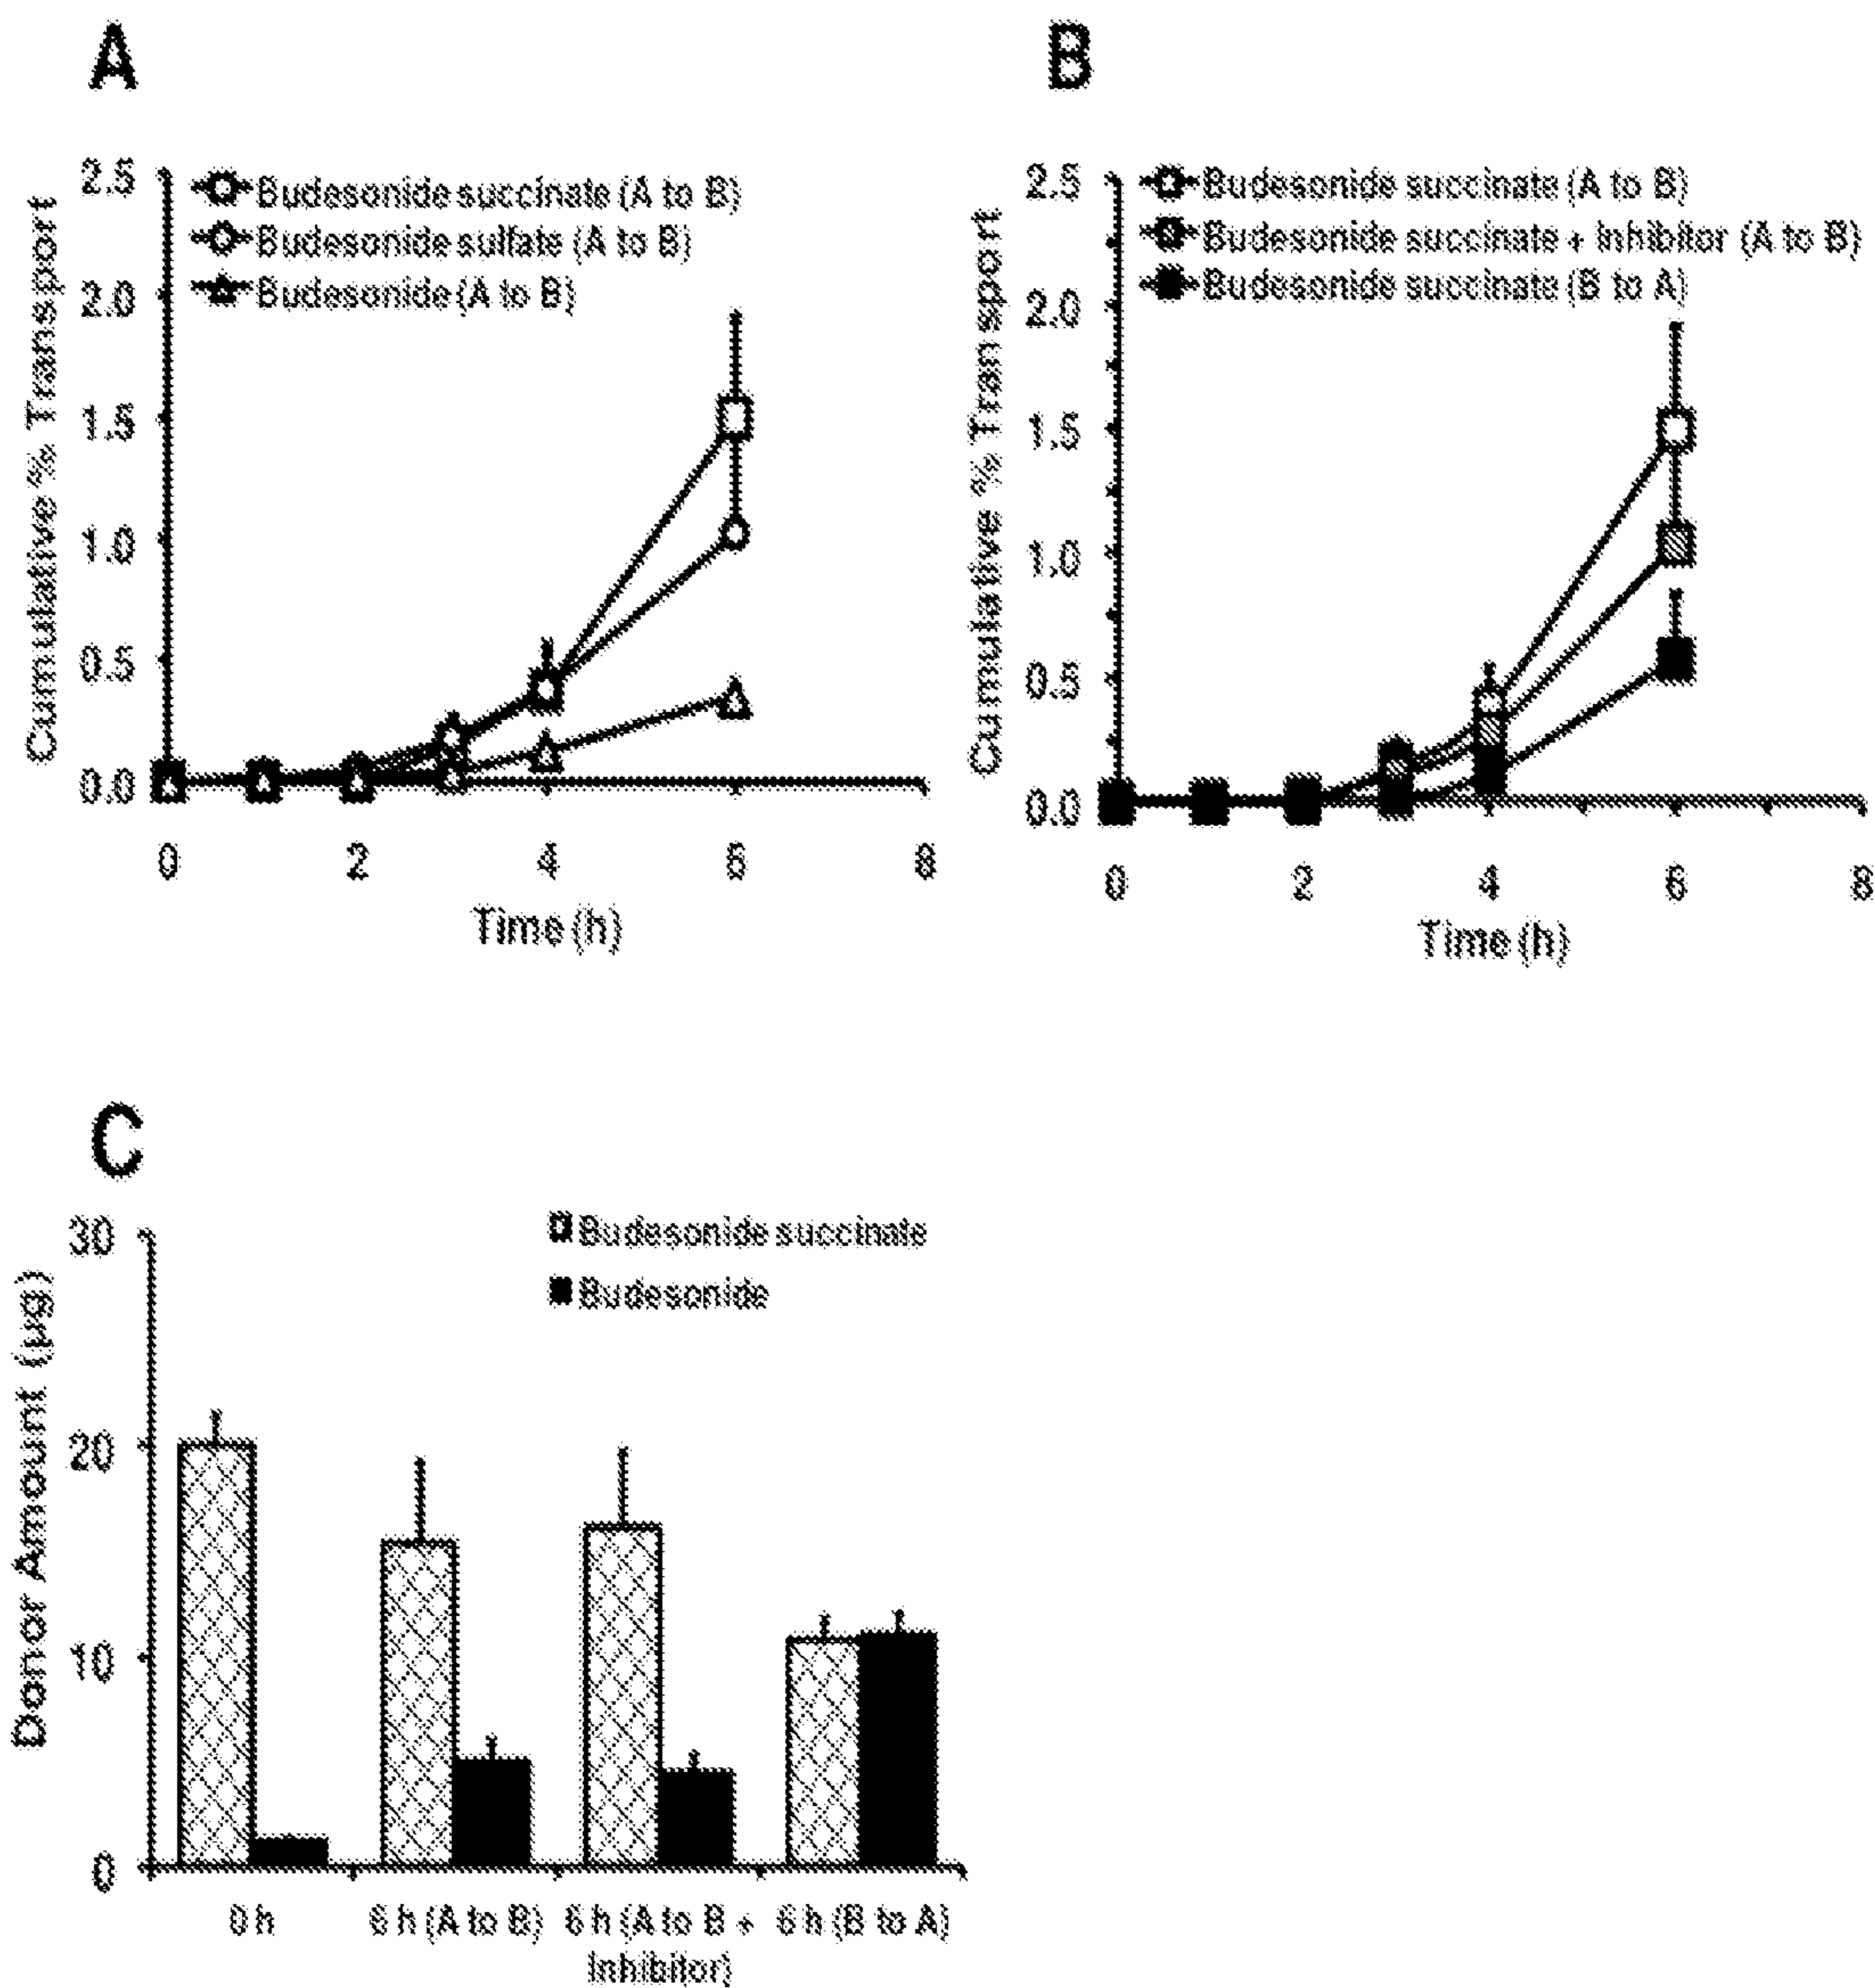 A
Cumulative % Transport
2.5
2.0
1.5
1.0
0.5
0.0
Budesonide succinate (A to B)
Budesonide sulfate (A to B)
Budesonide (A to B)
0 2 4 6 8
Time (h)
B
Cumulative % Transport
2.5
2.0
1.5
1.0
0.5
0.0
Budesonide succinate (A to B)
Budesonide succinate + Inhibitor (A to B)
Budesonide succinate (B to A)
0 2 4 6 8
Time (h)
C
Donor Amount (µg)
30
20
10
0
Budesonide succinate
Budesonide
0 h 6 h (A to B) 6 h (A to B + 6 h (B to A)
Inhibitor)